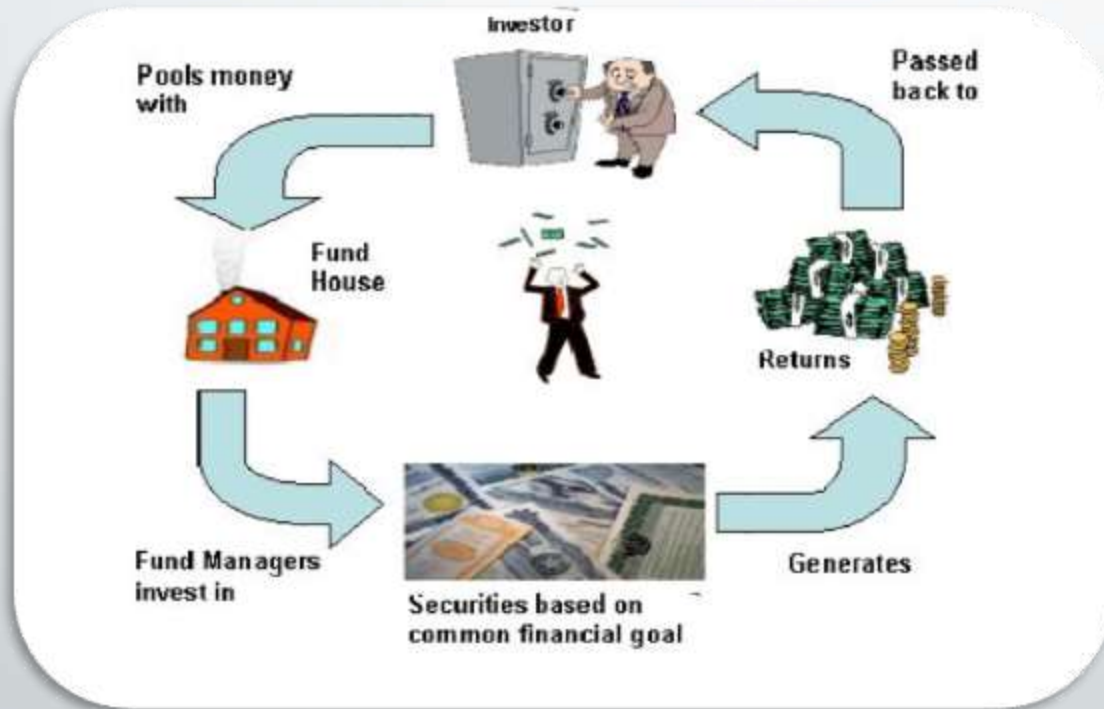 Investor
Pools money
with
Passed
back to
Fund
House
Returns
Fund Managers
invest in
Generates
Securities based on
common financial goal